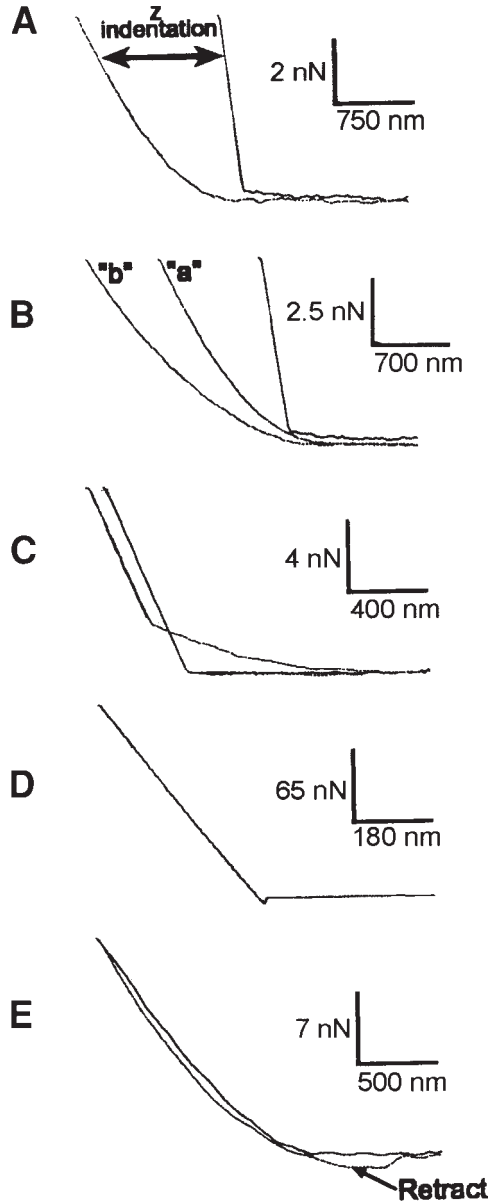 A
z
indentation
2 nN
750 nm
B
"b"
"a"
2.5 nN
700 nm
C
4 nN
400 nm
D
65 nN
180 nm
E
7 nN
500 nm
Retract